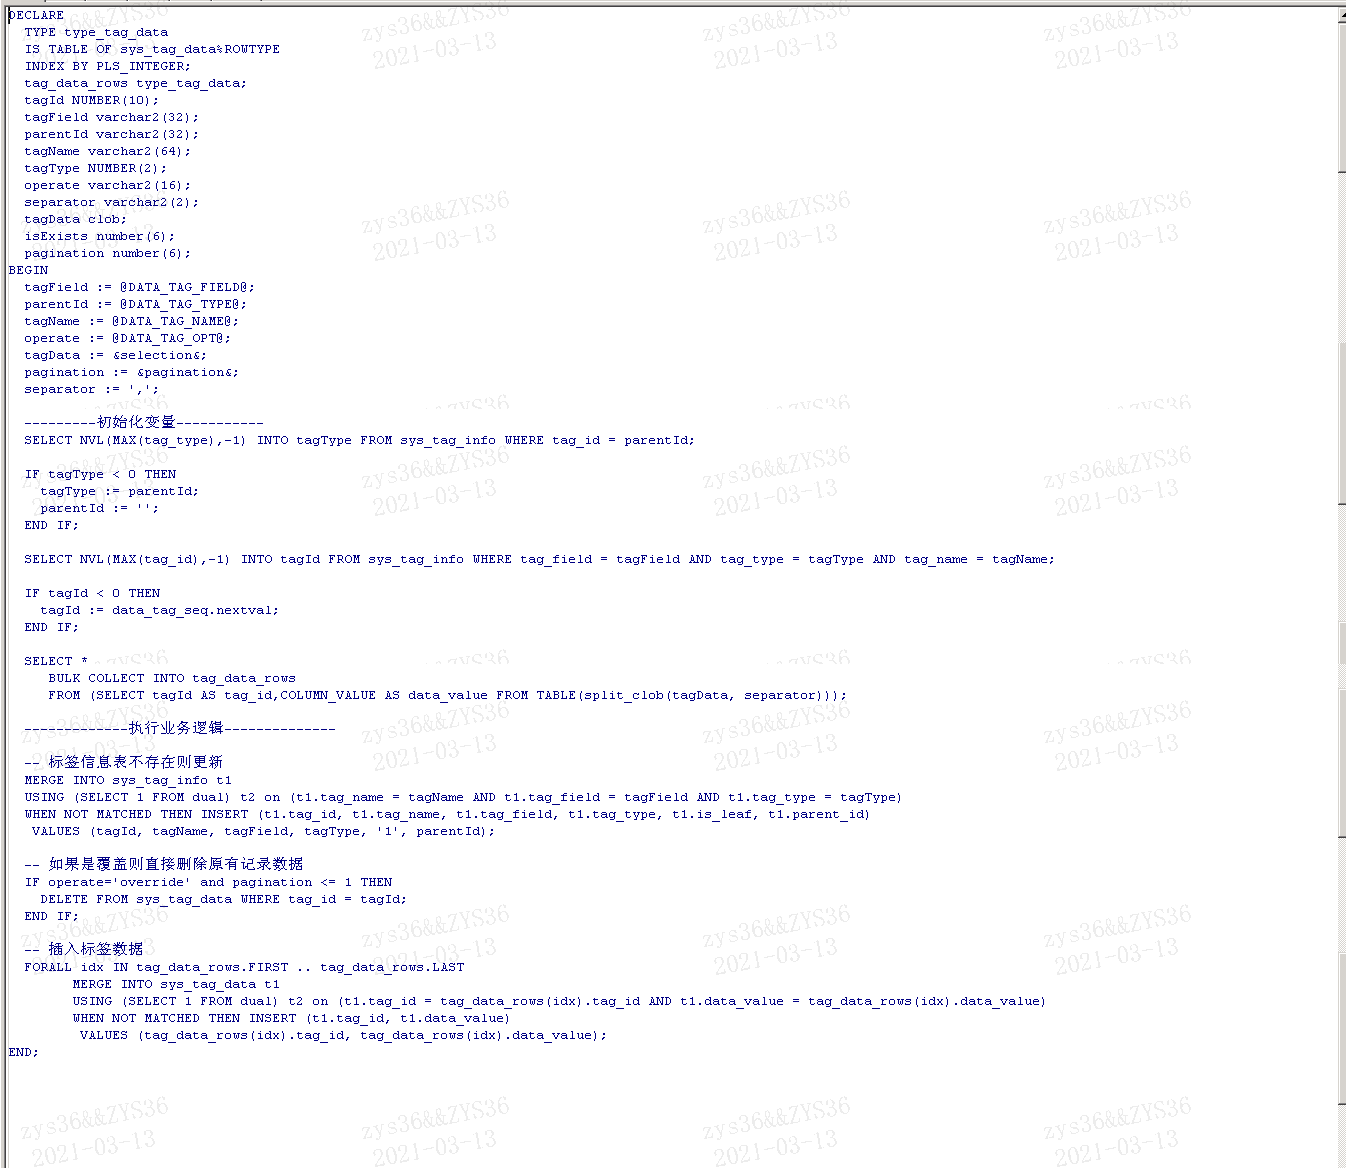 DECLARE
  TYPE type_tag_data
  IS TABLE OF sys_tag_data%ROWTYPE
  INDEX BY PLS_INTEGER;
  tag_data_rows type_tag_data;
  tagId NUMBER(10);
  tagField varchar2(32);
  parentId varchar2(32);
  tagName varchar2(64);
  tagType NUMBER(2);
  operate varchar2(16);
  separator varchar2(2);
  tagData clob;
  isExists number(6);
  pagination number(6);
BEGIN
  tagField := @DATA_TAG_FIELD@;
  parentId := @DATA_TAG_TYPE@;
  tagName := @DATA_TAG_NAME@;
  operate := @DATA_TAG_OPT@;
  tagData := &selection&;
  pagination := &pagination&;
  separator := ',';
  ---------初始化变量-----------
  SELECT NVL(MAX(tag_type),-1) INTO tagType FROM sys_tag_info WHERE tag_id = parentId;
  IF tagType < 0 THEN
    tagType := parentId;
    parentId := '';
  END IF;
  SELECT NVL(MAX(tag_id),-1) INTO tagId FROM sys_tag_info WHERE tag_field = tagField AND tag_type = tagType AND tag_name = tagName;
  IF tagId < 0 THEN
    tagId := data_tag_seq.nextval;
  END IF;
  SELECT *
     BULK COLLECT INTO tag_data_rows
     FROM (SELECT tagId AS tag_id,COLUMN_VALUE AS data_value FROM TABLE(split_clob(tagData, separator)));
  -------------执行业务逻辑--------------
  -- 标签信息表不存在则更新
  MERGE INTO sys_tag_info t1
  USING (SELECT 1 FROM dual) t2 on (t1.tag_name = tagName AND t1.tag_field = tagField AND t1.tag_type = tagType)
  WHEN NOT MATCHED THEN INSERT (t1.tag_id, t1.tag_name, t1.tag_field, t1.tag_type, t1.is_leaf, t1.parent_id)
   VALUES (tagId, tagName, tagField, tagType, '1', parentId);
  -- 如果是覆盖则直接删除原有记录数据
  IF operate='override' and pagination <= 1 THEN
    DELETE FROM sys_tag_data WHERE tag_id = tagId;
  END IF;
  -- 插入标签数据
  FORALL idx IN tag_data_rows.FIRST .. tag_data_rows.LAST
        MERGE INTO sys_tag_data t1
        USING (SELECT 1 FROM dual) t2 on (t1.tag_id = tag_data_rows(idx).tag_id AND t1.data_value = tag_data_rows(idx).data_value)
        WHEN NOT MATCHED THEN INSERT (t1.tag_id, t1.data_value)
         VALUES (tag_data_rows(idx).tag_id, tag_data_rows(idx).data_value);
END;
zys36&&ZYS36
2021-03-13